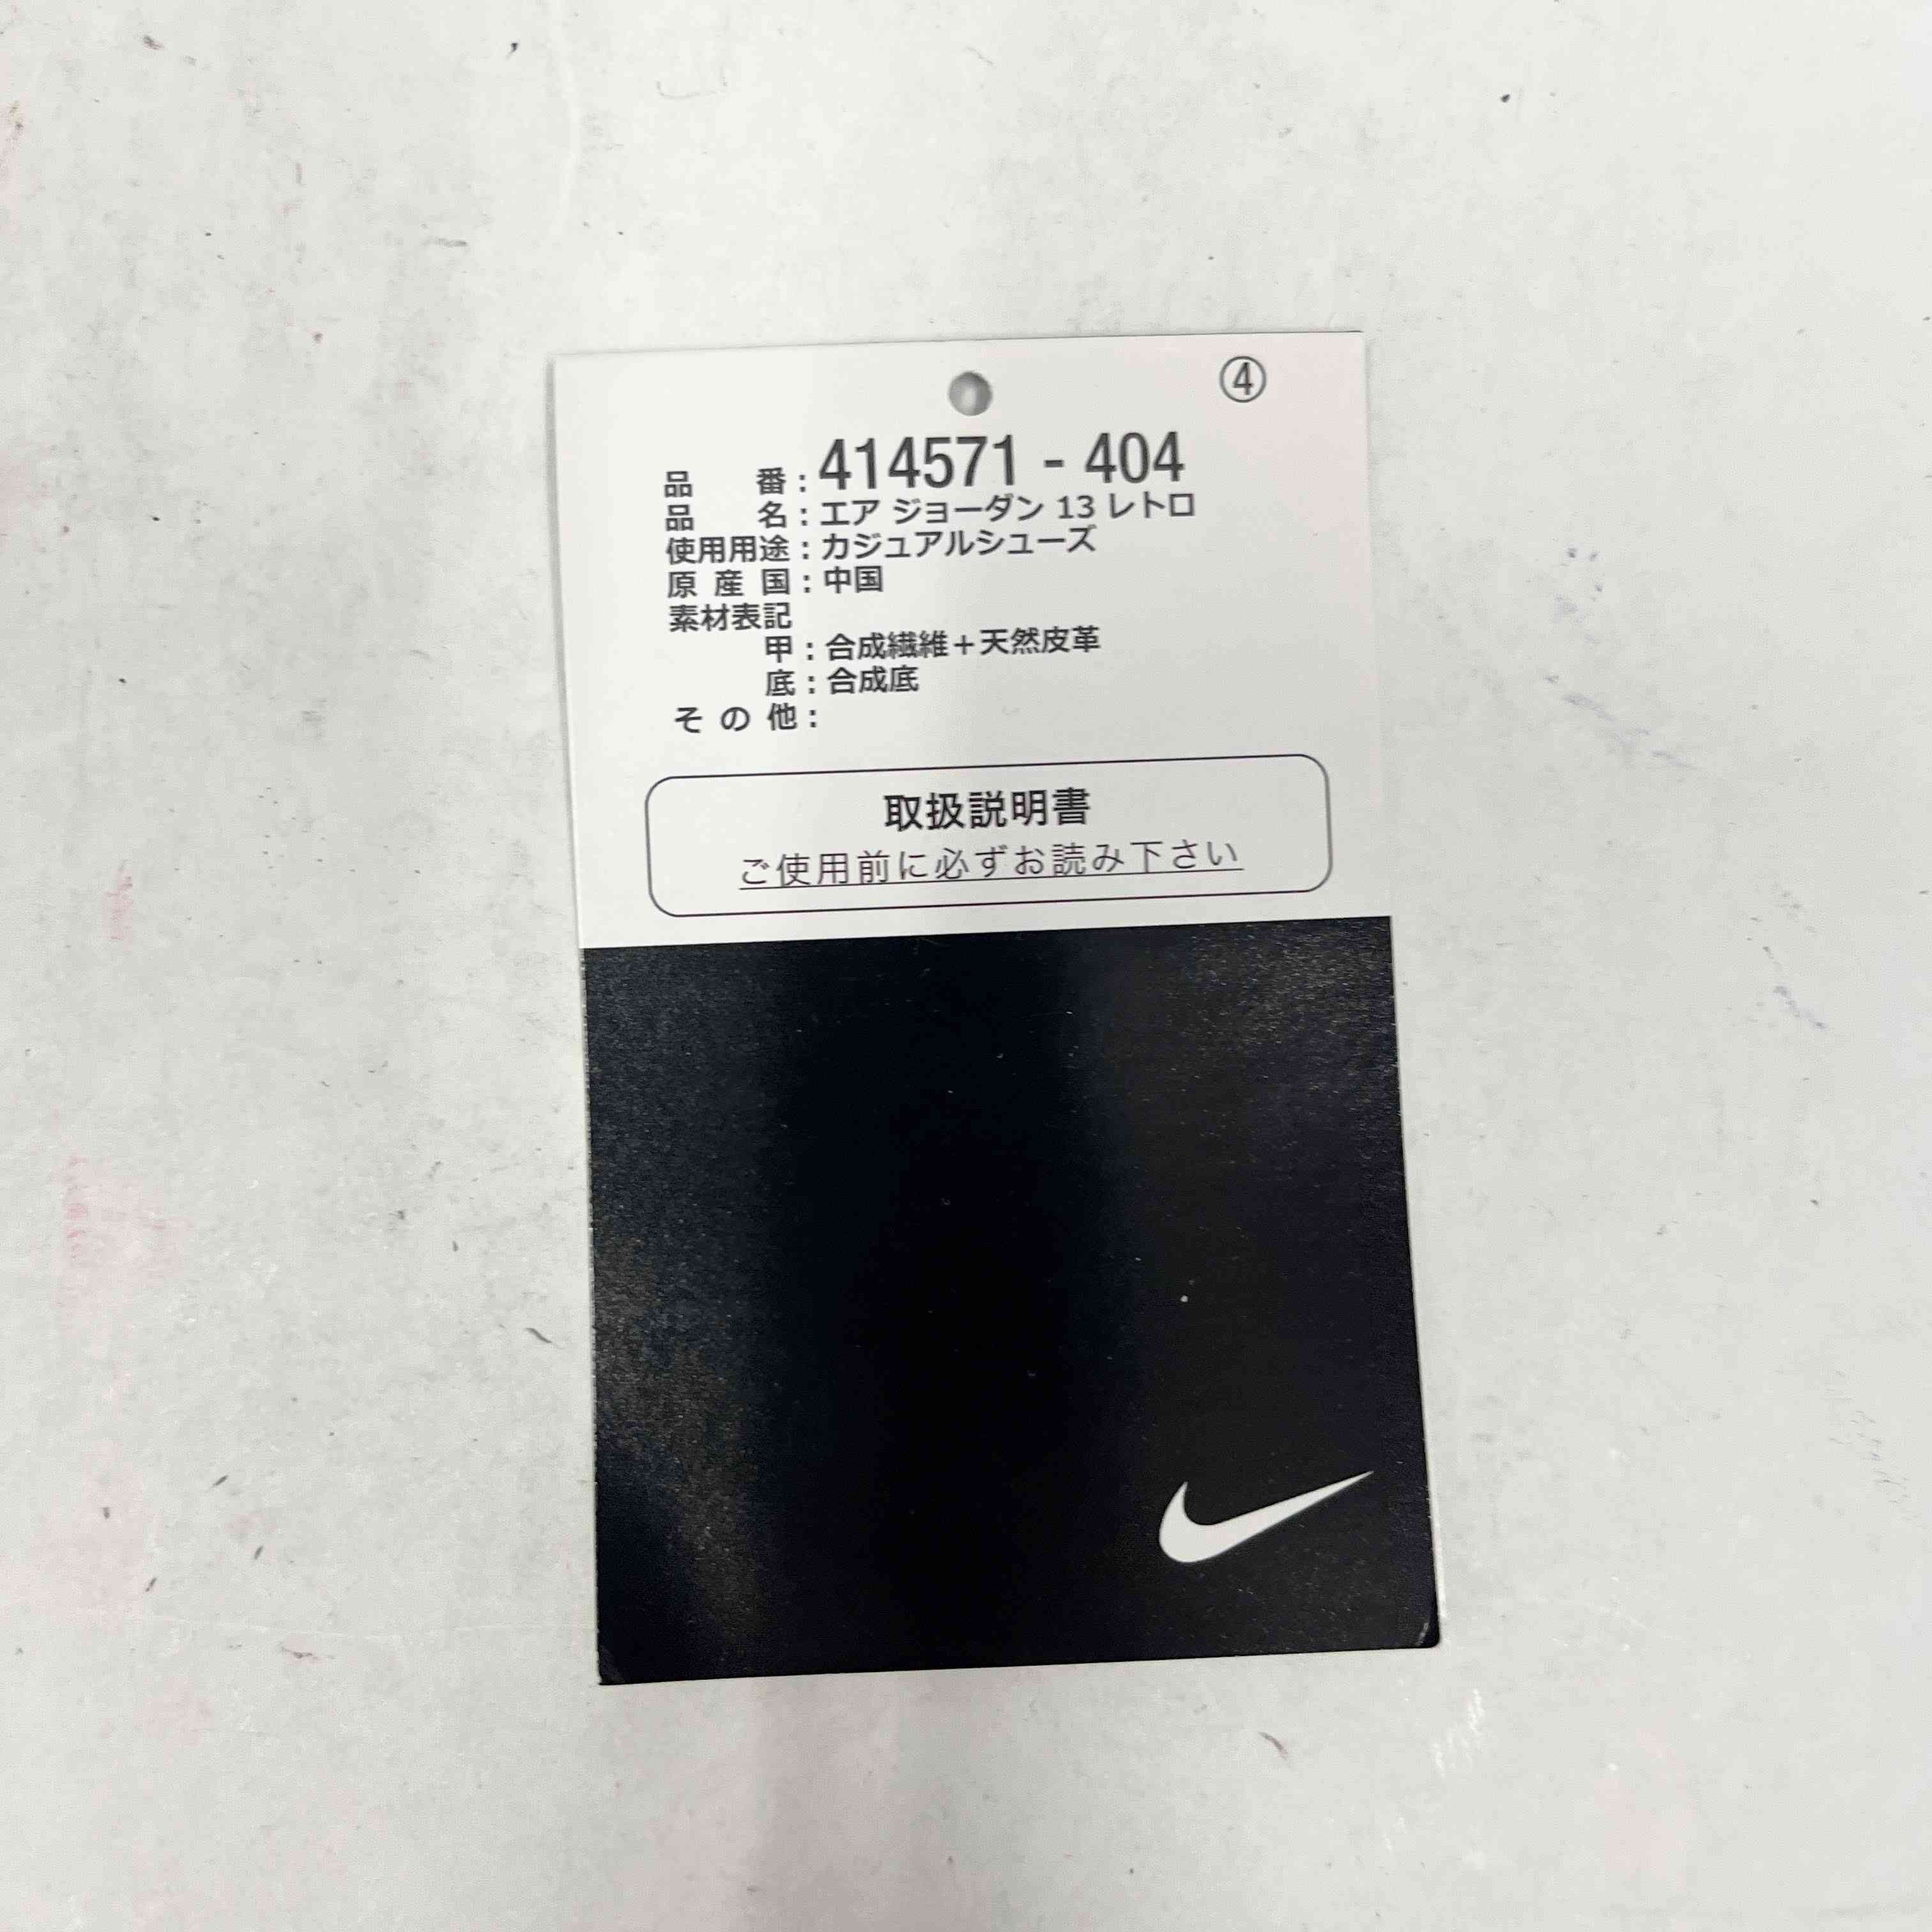 ④
品番:414571 - 404
品名:エア ジョーダン 13 レトロ
使用用途:カジュアルシューズ
原産国:中国
素材表記
甲:合成繊維+天然皮革
底:合成底
その他:
取扱説明書
ご使用前に必ずお読み下さい